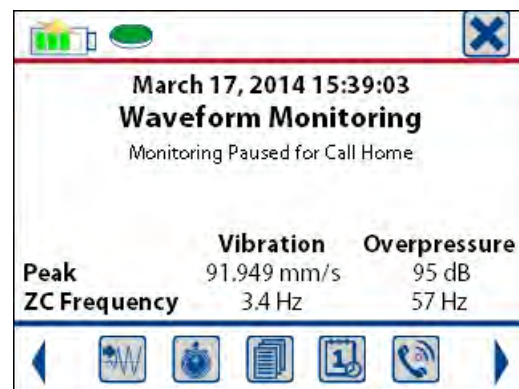 March 17, 2014 15:39:03
Waveform Monitoring
Monitoring Paused for Call Home
Vibration Overpressure
Peak 91.949 mm/s 95 dB
ZC Frequency 3.4 Hz 57 Hz
1